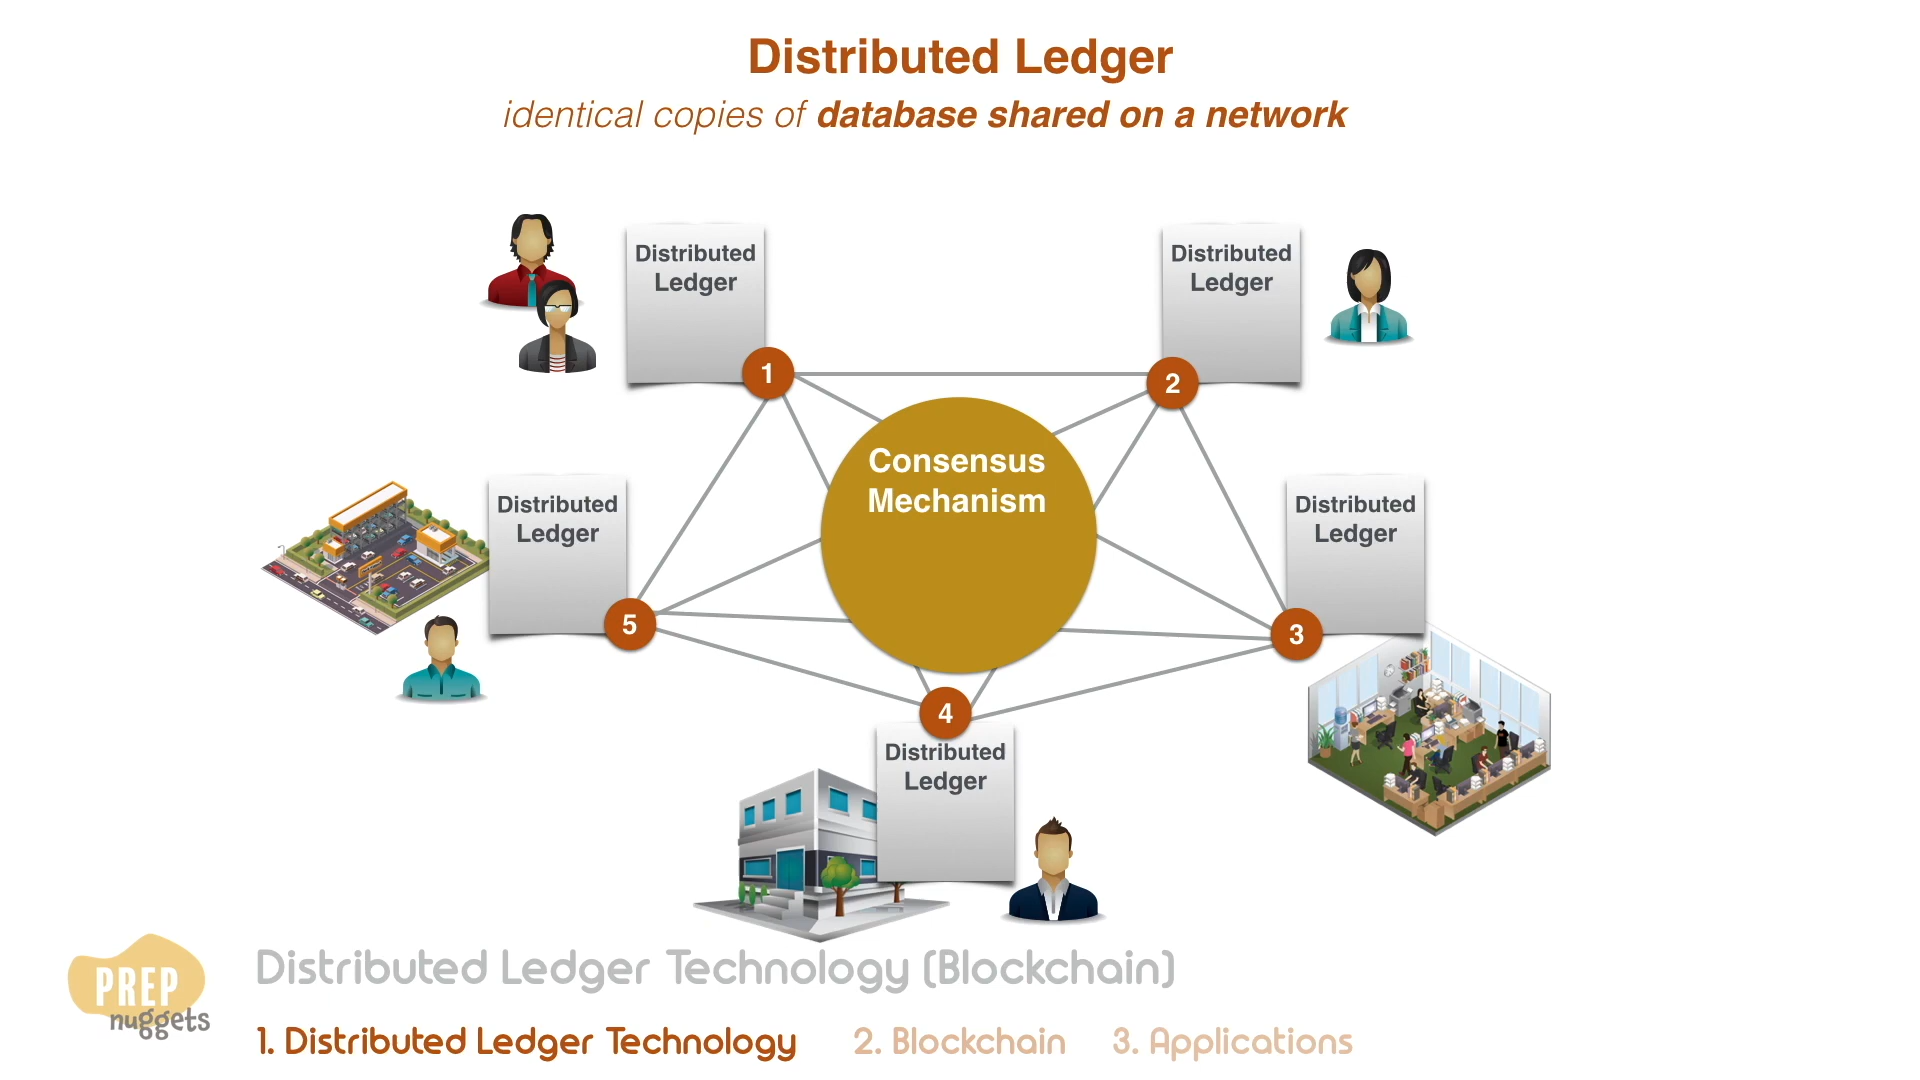 Distributed Ledger
identical copies of database shared on a network
Distributed
Ledger
1
Distributed
Ledger
2
Consensus
Mechanism
Distributed
Ledger
5
Distributed
Ledger
3
4
Distributed
Ledger
PREP
nuggets
Distributed Ledger Technology (Blockchain)
1. Distributed Ledger Technology 2. Blockchain 3. Applications